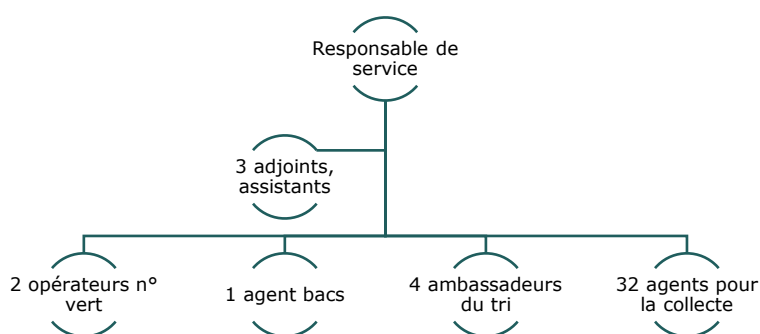 Responsable de
service
3 adjoints,
assistants
2 opérateurs n°
vert
1 agent bacs
4 ambassadeurs
du tri
32 agents pour
la collecte